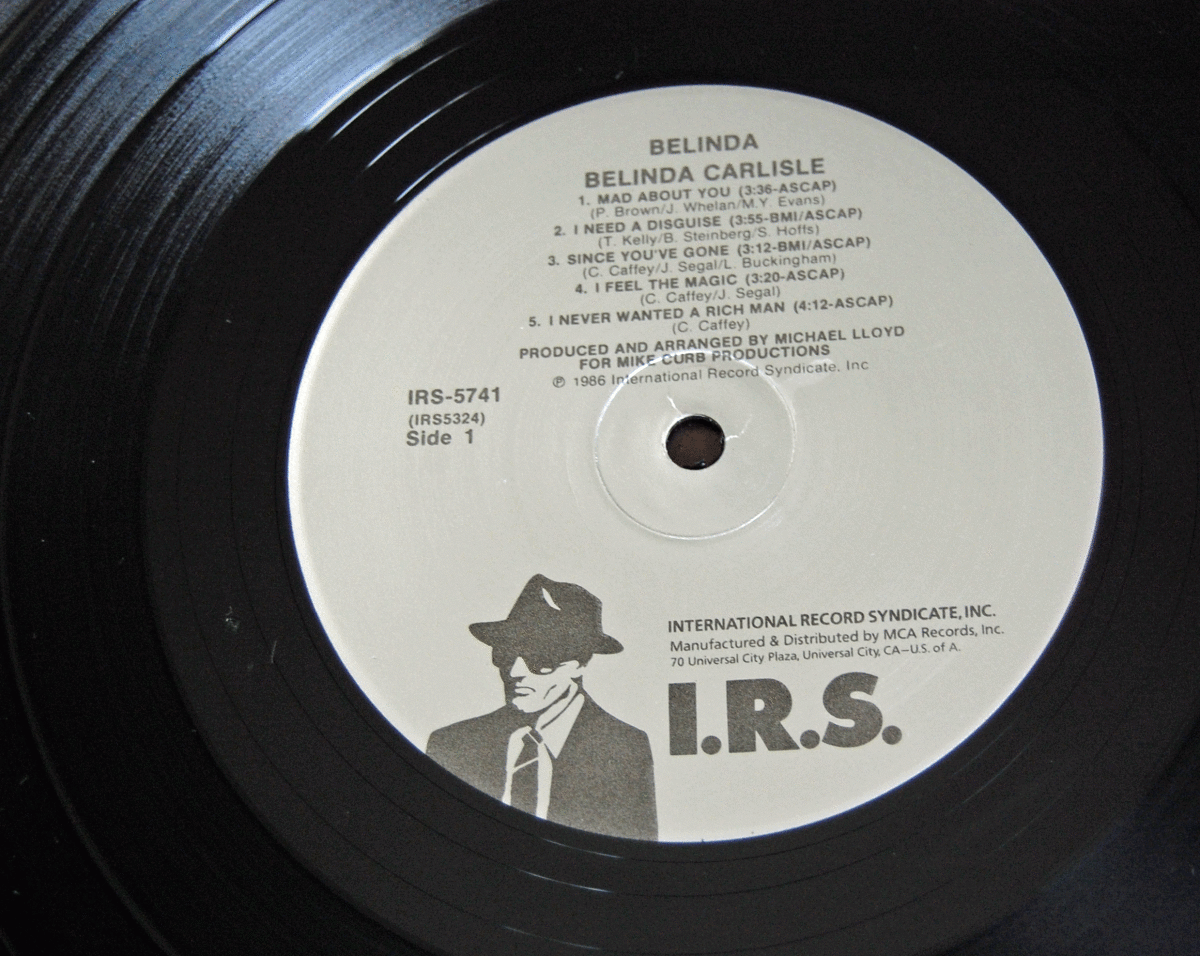 BELINDA
BELINDA CARLISLE
1. MAD ABOUT YOU (3:36-ASCAP)
(P. Brown/J. Whelan/M.Y. Evans)
2. I NEED A DISGUISE (3:55-BMI/ASCAP)
(T. Kelly/B. Steinberg/S. Hoffs)
3. SINCE YOU'VE GONE (3:12-BMI/ASCAP)
(C. Caffey/J. Segal/L. Buckingham)
4. I FEEL THE MAGIC (3:20-ASCAP)
(C. Caffey/J. Segal)
5. I NEVER WANTED A RICH MAN (4:12-ASCAP)
(C. Caffey)
PRODUCED AND ARRANGED BY MICHAEL LLOYD
FOR MIKE CURB PRODUCTIONS
℗ 1986 International Record Syndicate, Inc
IRS-5741
(IRS5324)
Side 1
INTERNATIONAL RECORD SYNDICATE, INC.
Manufactured & Distributed by MCA Records, Inc.
70 Universal City Plaza, Universal City, CA–U.S. of A.
I.R.S.